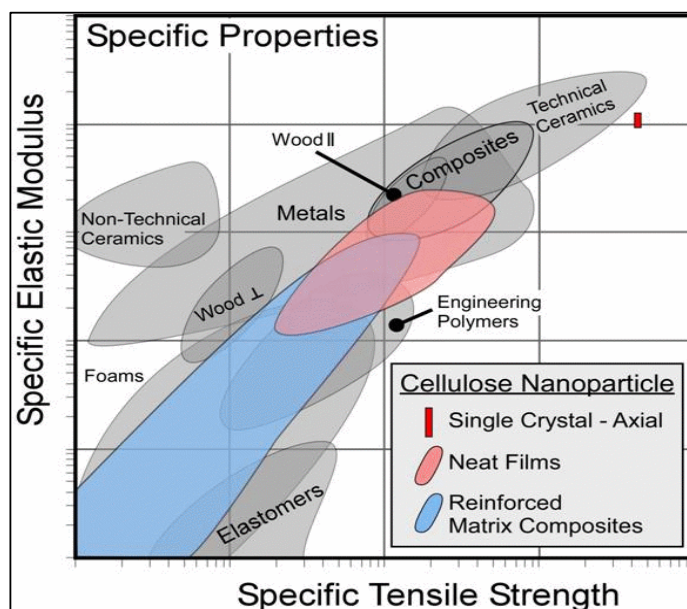 Specific Properties
Technical
Ceramics
Wood ǁ
Composites
Non-Technical
Ceramics
Metals
Wood ⊥
Engineering
Polymers
Foams
Elastomers
Cellulose Nanoparticle
Single Crystal - Axial
Neat Films
Reinforced
Matrix Composites
Specific Elastic Modulus
Specific Tensile Strength